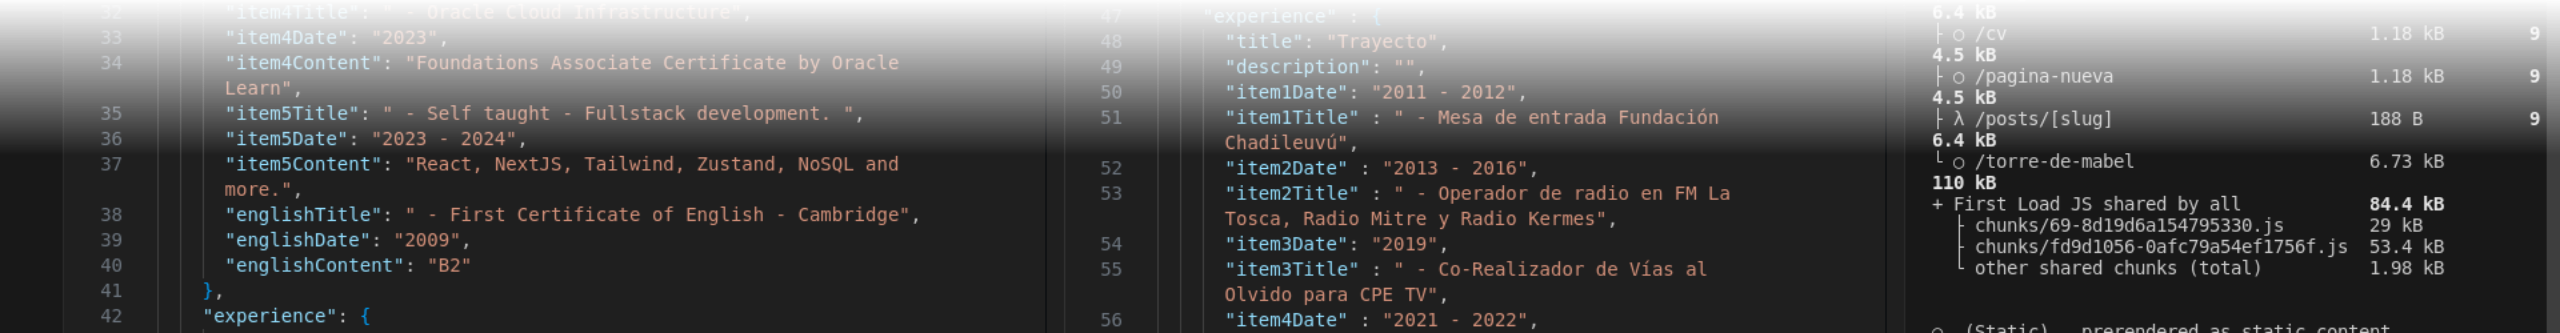 32 "item4Title": " - Oracle Cloud Infrastructure",
33 "item4Date": "2023",
34 "item4Content": "Foundations Associate Certificate by Oracle
Learn",
35 "item5Title": " - Self taught - Fullstack development. ",
36 "item5Date": "2023 - 2024",
37 "item5Content": "React, NextJS, Tailwind, Zustand, NoSQL and
more.",
38 "englishTitle": " - First Certificate of English - Cambridge",
39 "englishDate": "2009",
40 "englishContent": "B2"
41 },
42 "experience": {
47 "experience" : {
48 "title": "Trayecto",
49 "description": "",
50 "item1Date": "2011 - 2012",
51 "item1Title" : " - Mesa de entrada Fundación
Chadileuvú",
52 "item2Date" : "2013 - 2016",
53 "item2Title" : " - Operador de radio en FM La
Tosca, Radio Mitre y Radio Kermes",
54 "item3Date": "2019",
55 "item3Title" : " - Co-Realizador de Vías al
Olvido para CPE TV",
56 "item4Date" : "2021 - 2022",
6.4 kB
├ ○ /cv 1.18 kB 9
4.5 kB
├ ○ /pagina-nueva 1.18 kB 9
4.5 kB
├ λ /posts/[slug] 188 B 9
6.4 kB
└ ○ /torre-de-mabel 6.73 kB
110 kB
+ First Load JS shared by all 84.4 kB
├ chunks/69-8d19d6a154795330.js 29 kB
├ chunks/fd9d1056-0afc79a54ef1756f.js 53.4 kB
└ other shared chunks (total) 1.98 kB
○ (Static) prerendered as static content